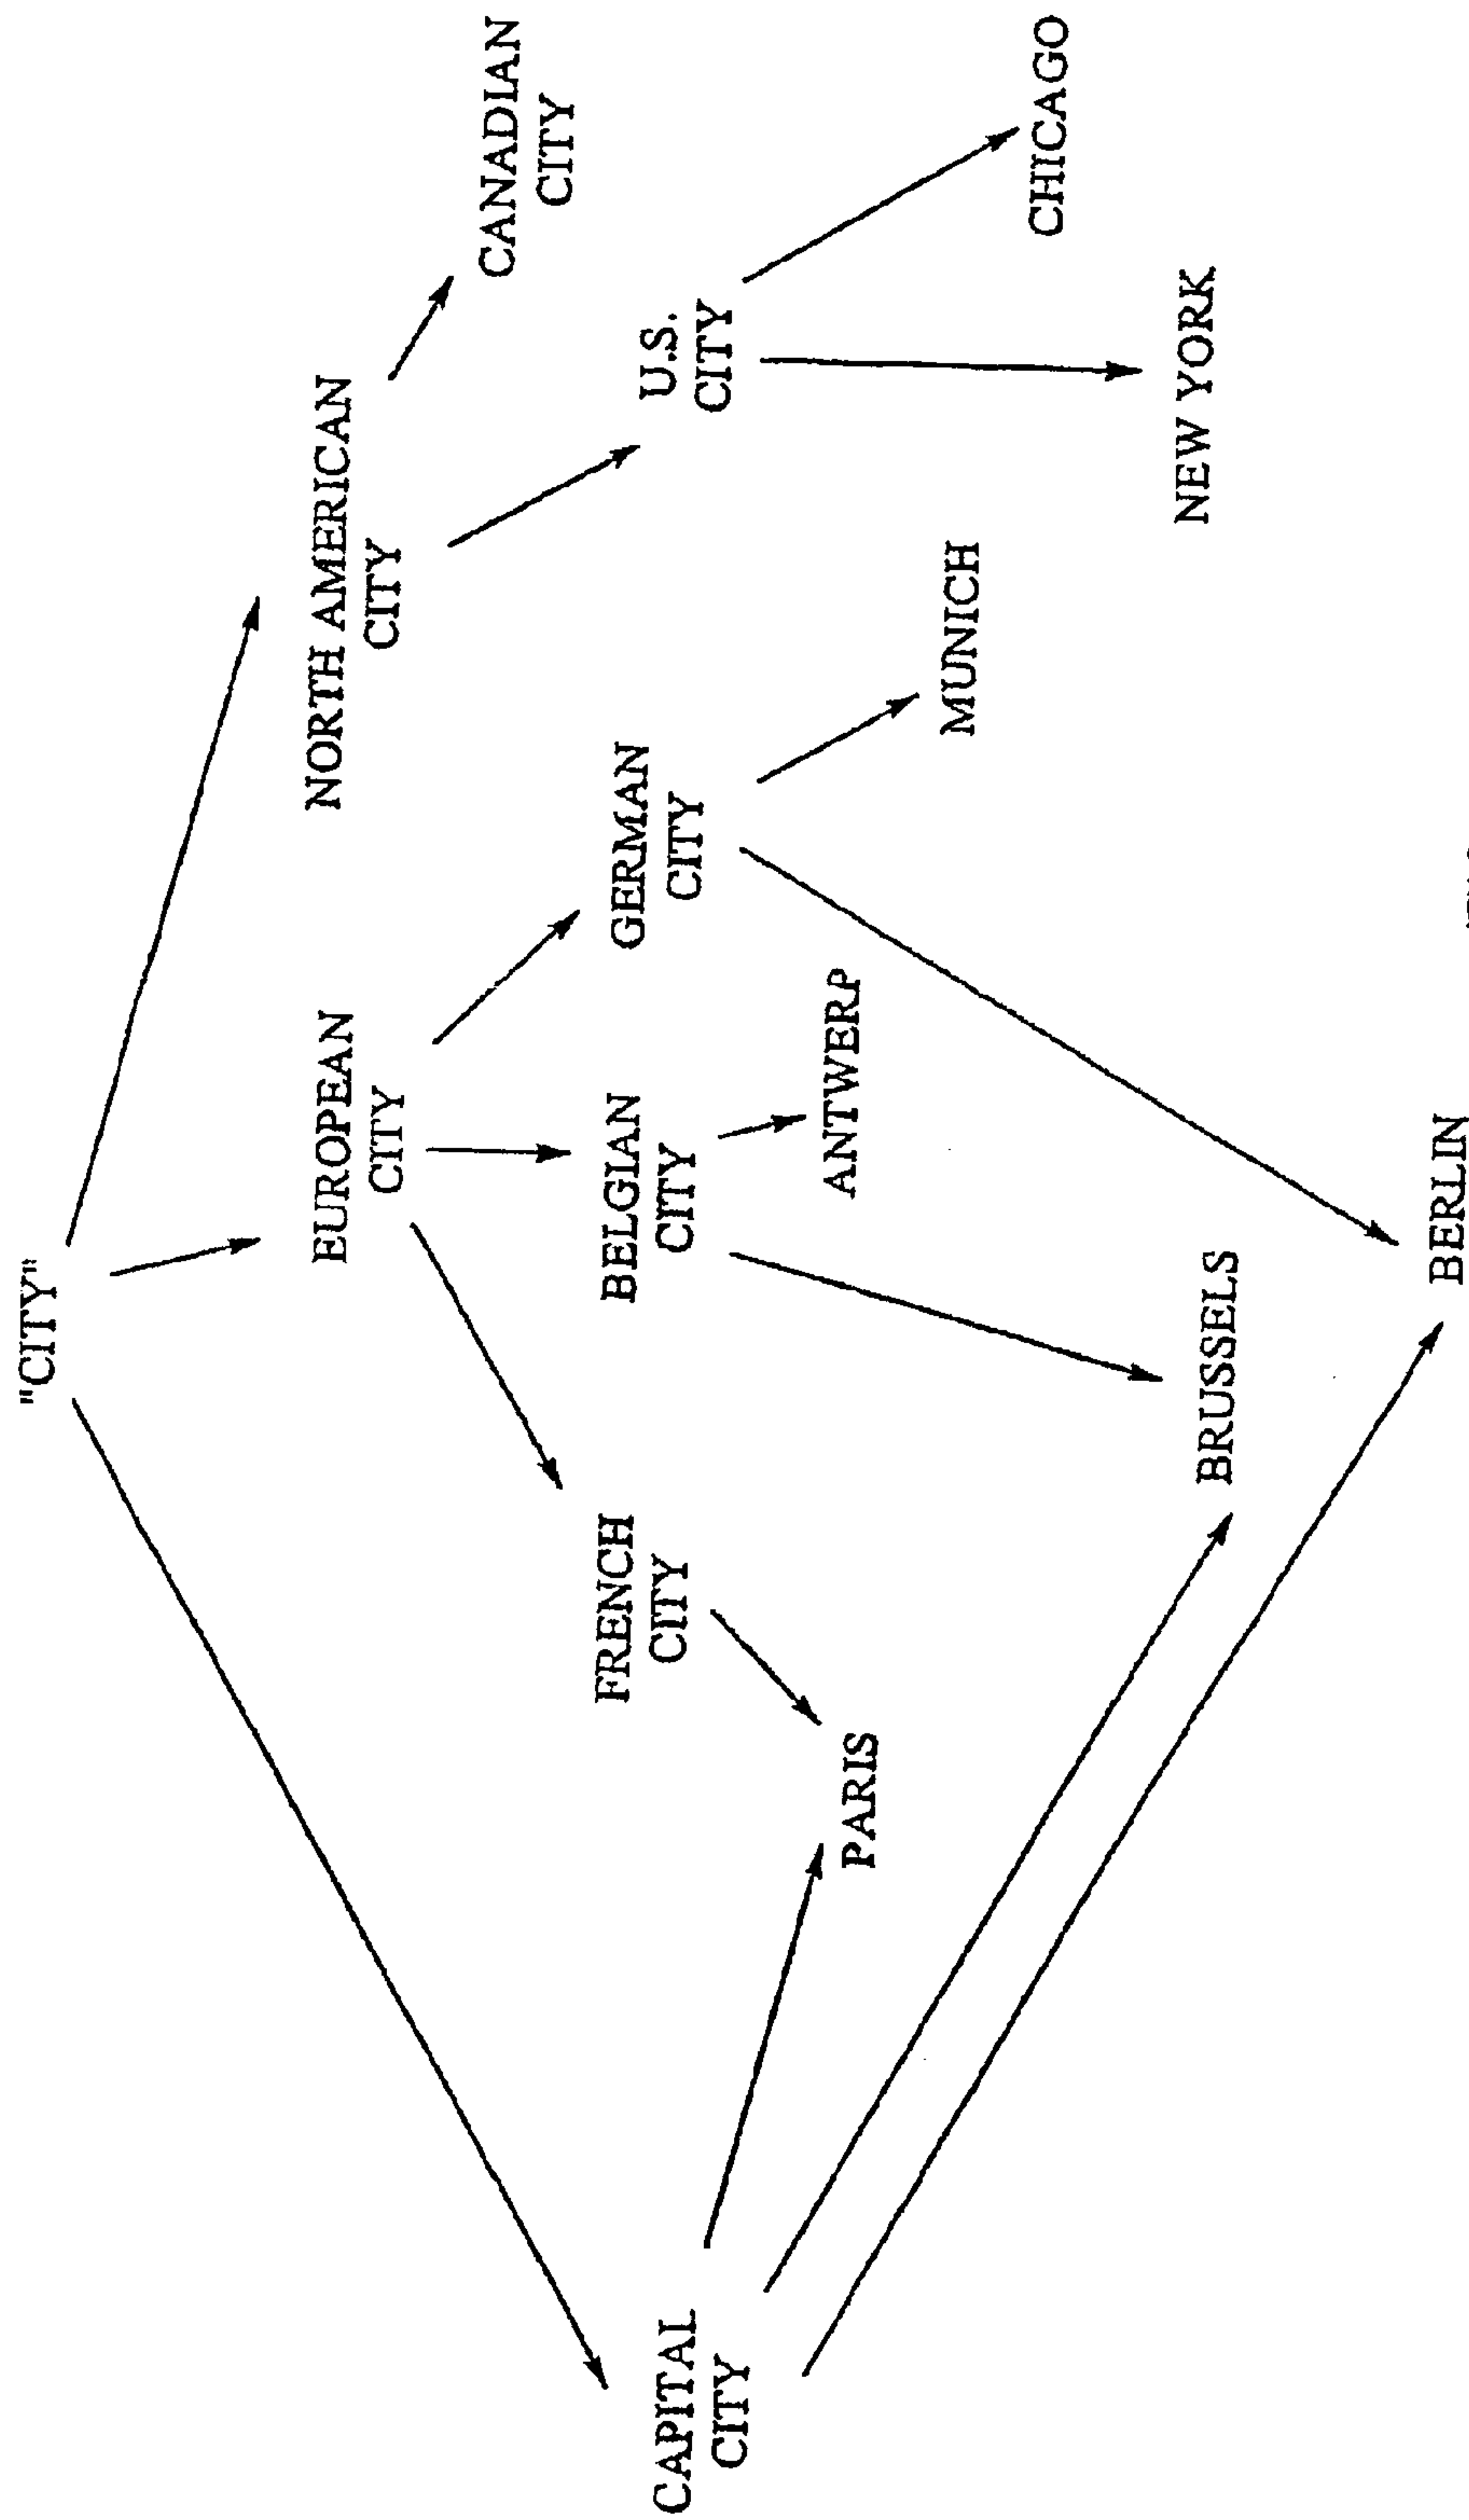 "CITY"
NORTH AMERICAN
CITY
EUROPEAN
CITY
CANADIAN
CITY
CAPITAL
CITY
FRENCH
CITY
BELGIAN
CITY
GERMAN
CITY
U.S.
CITY
PARIS
ANTWERP
MUNICH
CHICAGO
BRUSSELS
NEW YORK
BERLIN